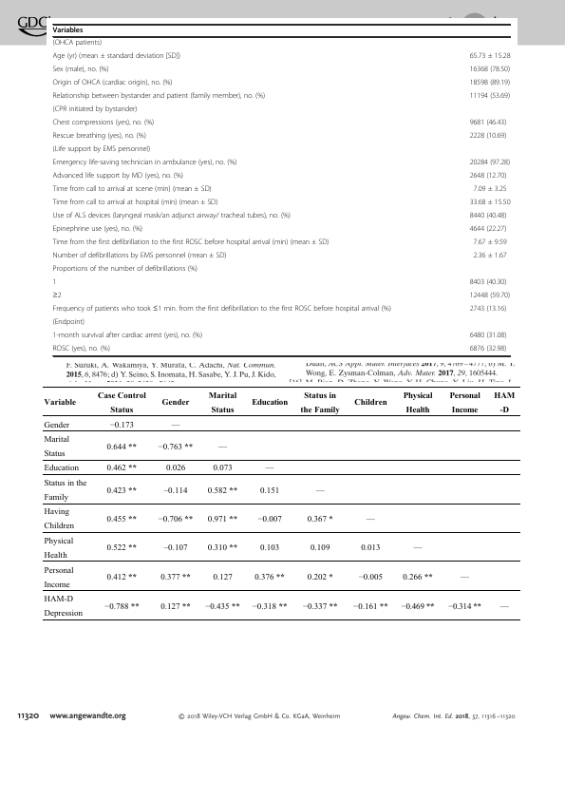 GDCh
Variables
(OHCA patients)
Age (yr) (mean ± standard deviation [SD])	65.73 ± 15.28
Sex (male), no. (%)	16368 (78.50)
Origin of OHCA (cardiac origin), no. (%)	18598 (89.19)
Relationship between bystander and patient (family member), no. (%)	11194 (53.69)
(CPR initiated by bystander)
Chest compressions (yes), no. (%)	9681 (46.43)
Rescue breathing (yes), no. (%)	2228 (10.69)
(Life support by EMS personnel)
Emergency life-saving technician in ambulance (yes), no. (%)	20284 (97.28)
Advanced life support by MD (yes), no. (%)	2648 (12.70)
Time from call to arrival at scene (min) (mean ± SD)	7.09 ± 3.25
Time from call to arrival at hospital (min) (mean ± SD)	33.68 ± 15.50
Use of ALS devices (laryngeal mask/an adjunct airway/ tracheal tubes), no. (%)	8440 (40.48)
Epinephrine use (yes), no. (%)	4644 (22.27)
Time from the first defibrillation to the first ROSC before hospital arrival (min) (mean ± SD)	7.67 ± 9.59
Number of defibrillations by EMS personnel (mean ± SD)	2.36 ± 1.67
Proportions of the number of defibrillations (%)
1	8403 (40.30)
≥2	12448 (59.70)
Frequency of patients who took ≤1 min. from the first defibrillation to the first ROSC before hospital arrival (%)	2743 (13.16)
(Endpoint)
1-month survival after cardiac arrest (yes), no. (%)	6480 (31.08)
ROSC (yes), no. (%)	6876 (32.98)
F. Suzuki, A. Wakamiya, Y. Murata, C. Adachi, Nat. Commun.
2015, 6, 8476; d) Y. Seino, S. Inomata, H. Sasabe, Y. J. Pu, J. Kido,
Wong, E. Zysman-Colman, Adv. Mater. 2017, 29, 1605444.
Variable	Case Control Status	Gender	Marital Status	Education	Status in the Family	Children	Physical Health	Personal Income	HAM -D
Gender	−0.173	—
Marital Status	0.644 **	−0.763 **	—
Education	0.462 **	0.026	0.073	—
Status in the Family	0.423 **	−0.114	0.582 **	0.151	—
Having Children	0.455 **	−0.706 **	0.971 **	−0.007	0.367 *	—
Physical Health	0.522 **	−0.107	0.310 **	0.103	0.109	0.013	—
Personal Income	0.412 **	0.377 **	0.127	0.376 **	0.202 *	−0.005	0.266 **	—
HAM-D Depression	−0.788 **	0.127 **	−0.435 **	−0.318 **	−0.337 **	−0.161 **	−0.469 **	−0.314 **	—
11320 www.angewandte.org	© 2018 Wiley-VCH Verlag GmbH & Co. KGaA, Weinheim	Angew. Chem. Int. Ed. 2018, 57, 11316–11320